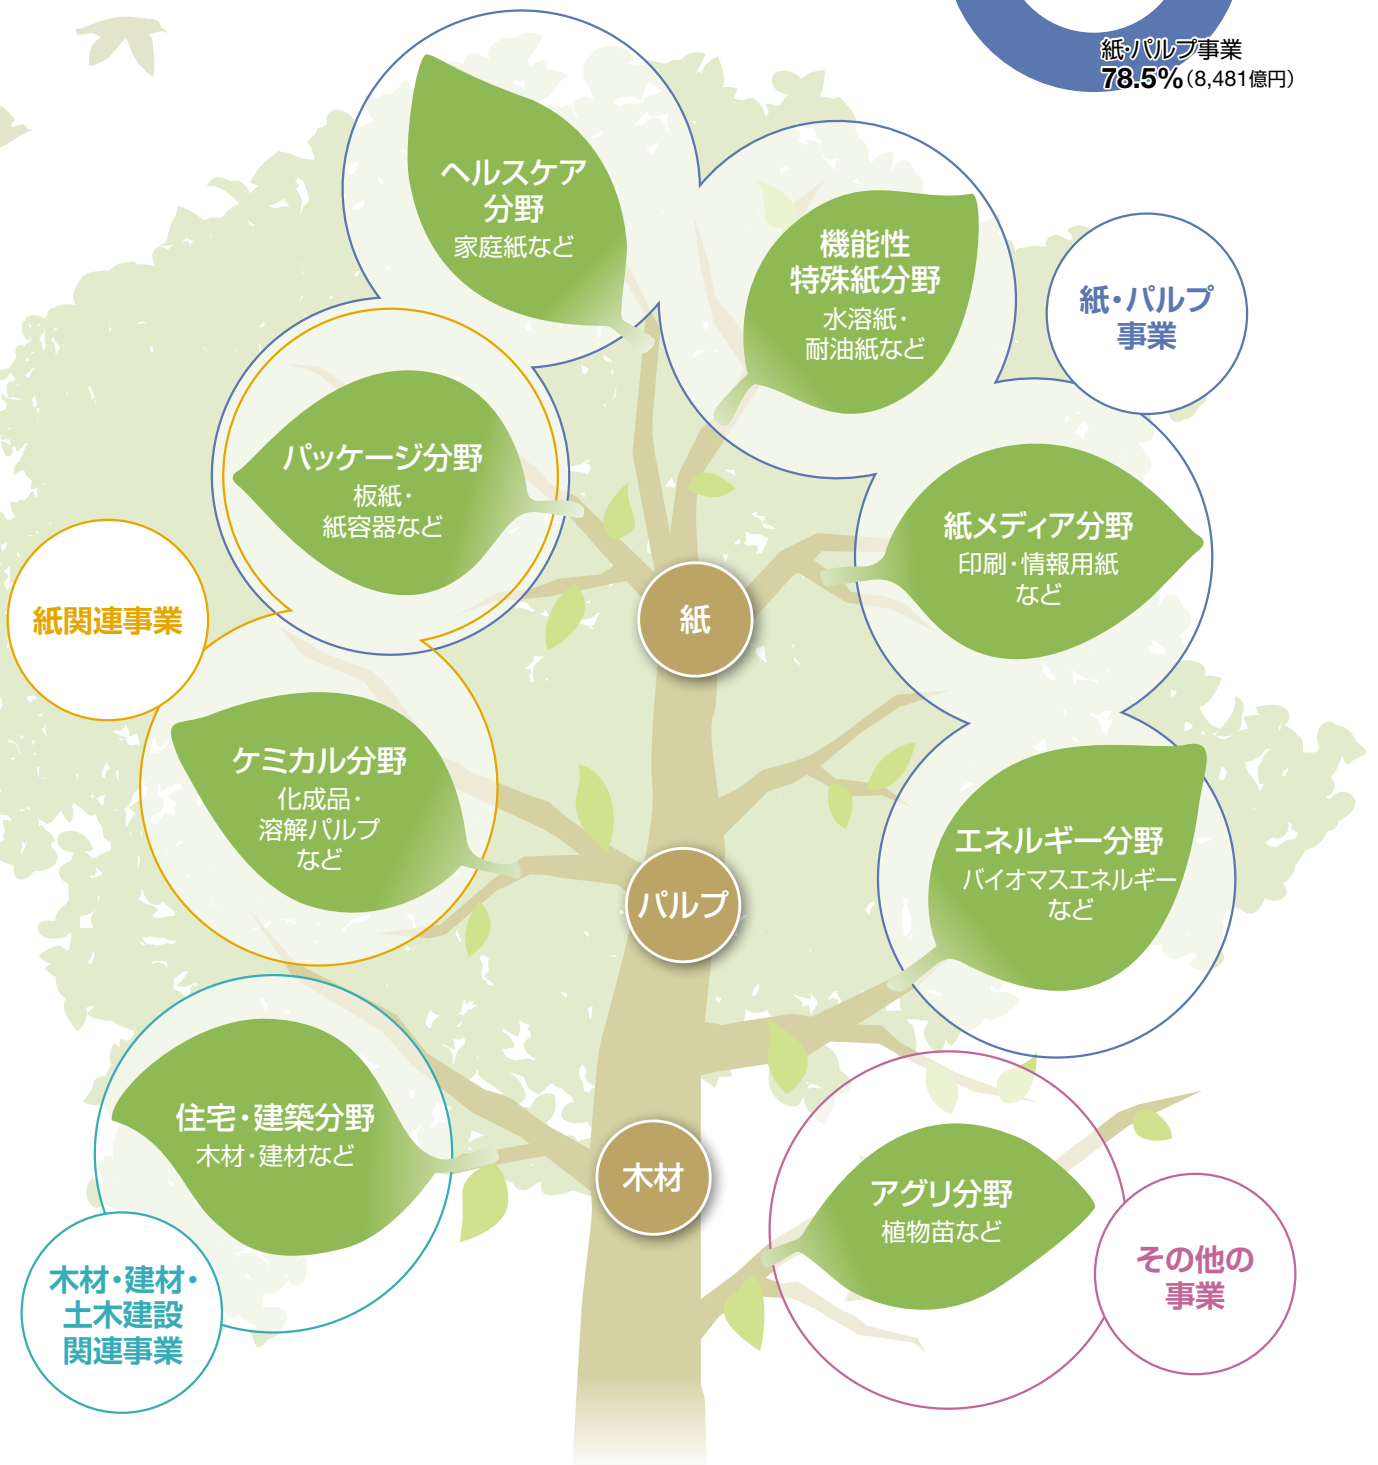 紙・パルプ事業
78.5%（8,481億円）
ヘルスケア
分野
家庭紙など
機能性
特殊紙分野
水溶紙・
耐油紙など
紙・パルプ
事業
パッケージ分野
板紙・
紙容器など
紙メディア分野
印刷・情報用紙
など
紙関連事業
紙
ケミカル分野
化成品・
溶解パルプ
など
エネルギー分野
バイオマスエネルギー
など
パルプ
住宅・建築分野
木材・建材など
木材
アグリ分野
植物苗など
木材・建材・
土木建設
関連事業
その他の
事業